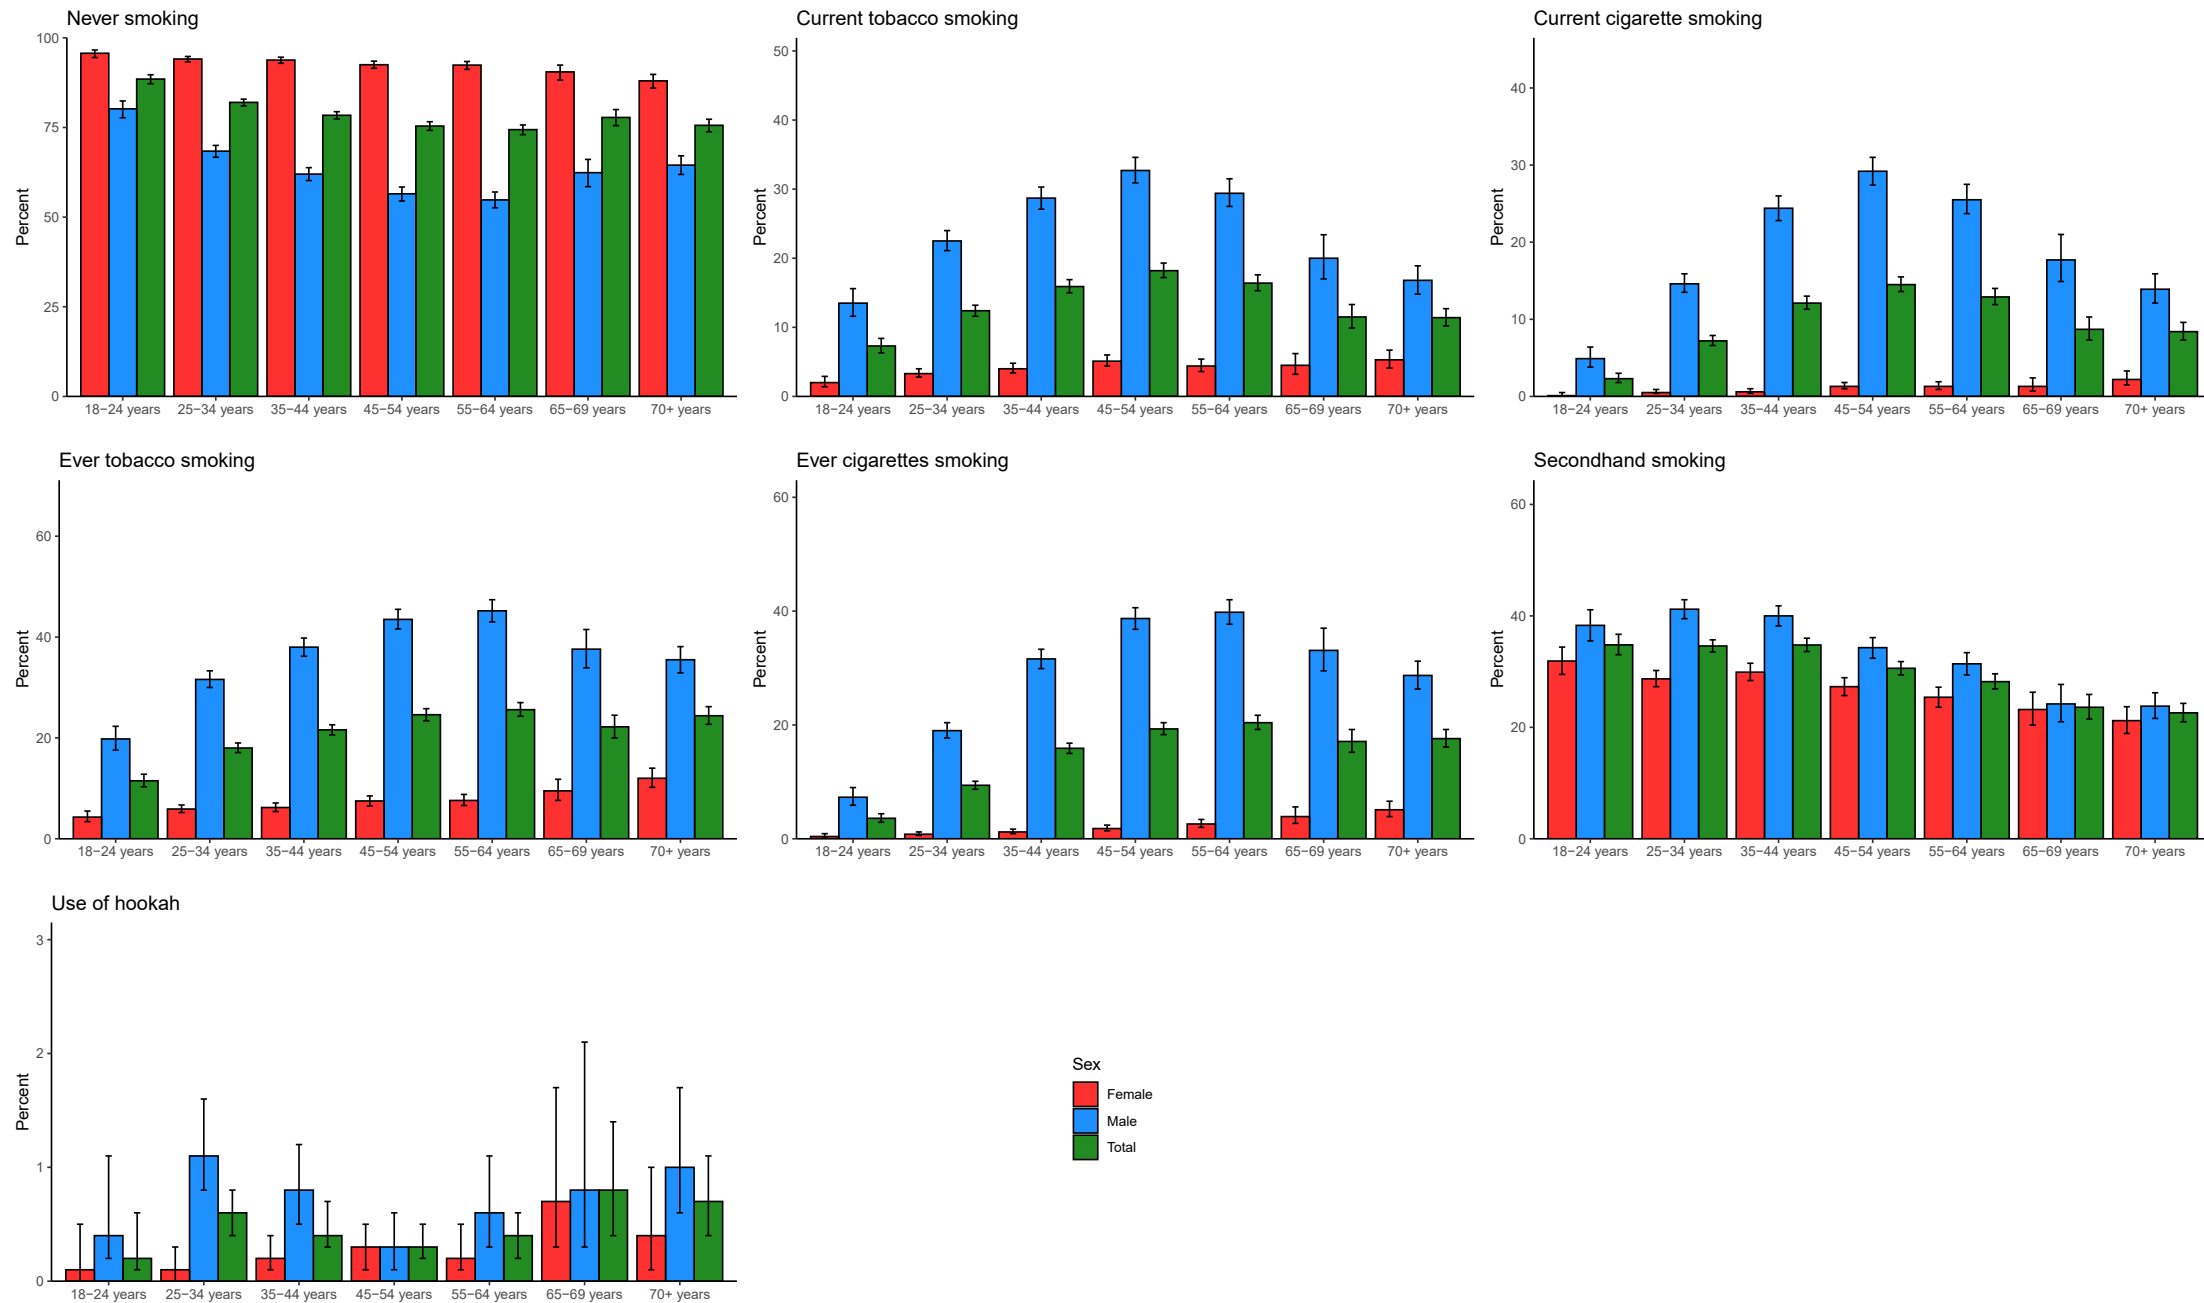 Never smoking
Percent
100
75
50
25
0
18−24 years 25−34 years 35−44 years 45−54 years 55−64 years 65−69 years 70+ years
Current tobacco smoking
Percent
50
40
30
20
10
0
18−24 years 25−34 years 35−44 years 45−54 years 55−64 years 65−69 years 70+ years
Current cigarette smoking
Percent
40
30
20
10
0
18−24 years 25−34 years 35−44 years 45−54 years 55−64 years 65−69 years 70+ years
Ever tobacco smoking
Percent
60
40
20
0
18−24 years 25−34 years 35−44 years 45−54 years 55−64 years 65−69 years 70+ years
Ever cigarettes smoking
Percent
60
40
20
0
18−24 years 25−34 years 35−44 years 45−54 years 55−64 years 65−69 years 70+ years
Secondhand smoking
Percent
60
40
20
0
18−24 years 25−34 years 35−44 years 45−54 years 55−64 years 65−69 years 70+ years
Use of hookah
Percent
3
2
1
0
18−24 years 25−34 years 35−44 years 45−54 years 55−64 years 65−69 years 70+ years
Sex
Female
Male
Total